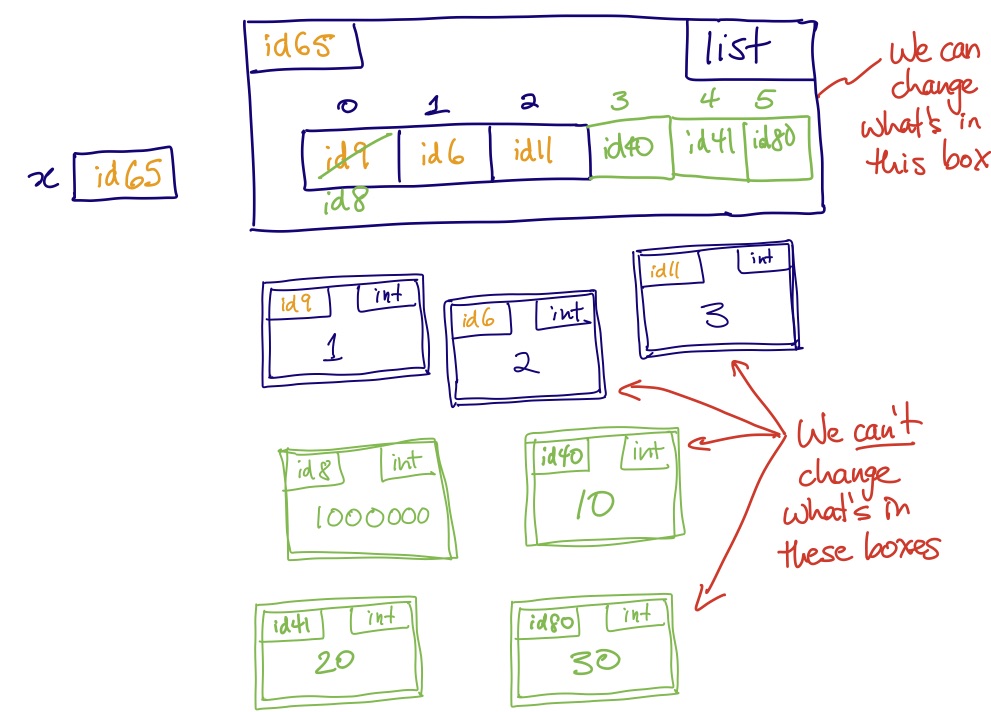 id65
list
We can
change
what's in
this box
0 1 2 3 4 5
id9 id6 id11 id40 id41 id80
id8
x id65
id9 int
1
id6 int
2
id11 int
3
We can't
change
what's in
these boxes
id8 int
1000000
id40 int
10
id41 int
20
id80 int
30